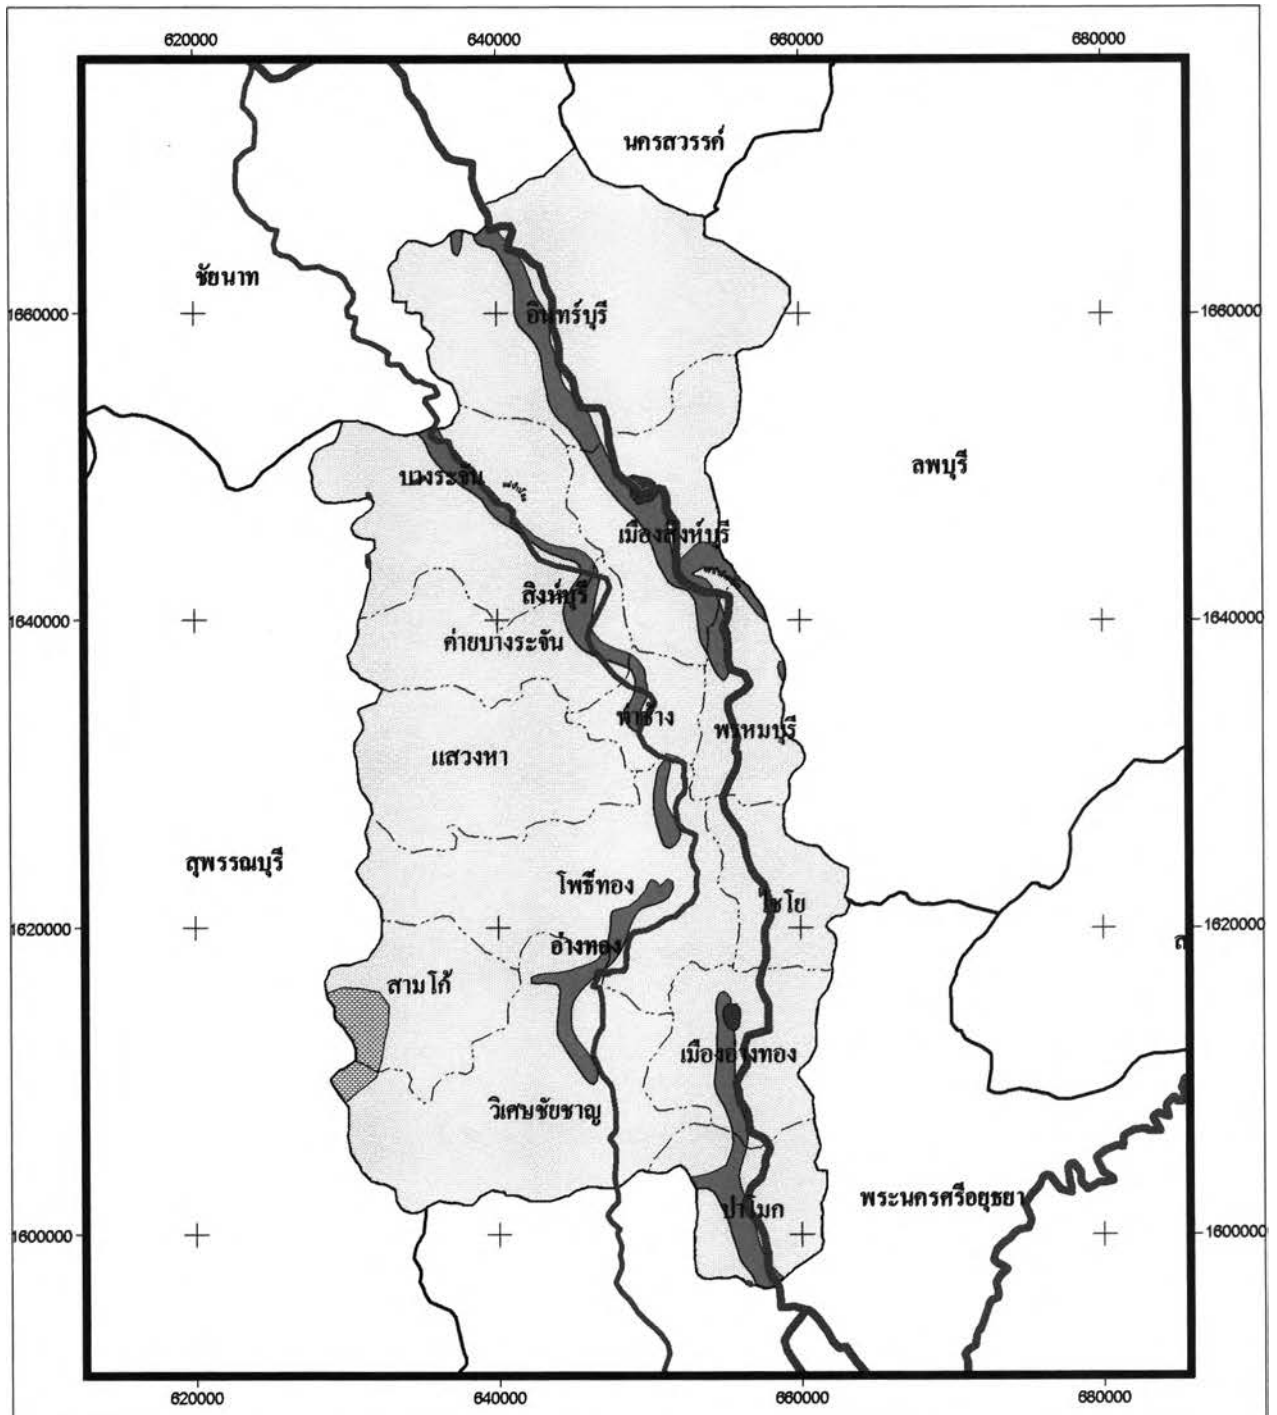 620000 640000 660000 680000
นครสวรรค์
ชัยนาท
1660000 1660000
อินทร์บุรี
ลพบุรี
บางระจัน
เมืองสิงห์บุรี
สิงห์บุรี
1640000 1640000
ค่ายบางระจัน
ท่าช้าง
พรหมบุรี
แสวงหา
สุพรรณบุรี
โพธิ์ทอง
ไชโย
1620000 1620000
อ่างทอง
ส
สามโก้
เมืองอ่างทอง
วิเศษชัยชาญ
พระนครศรีอยุธยา
ป่าโมก
1600000 1600000
620000 640000 660000 680000